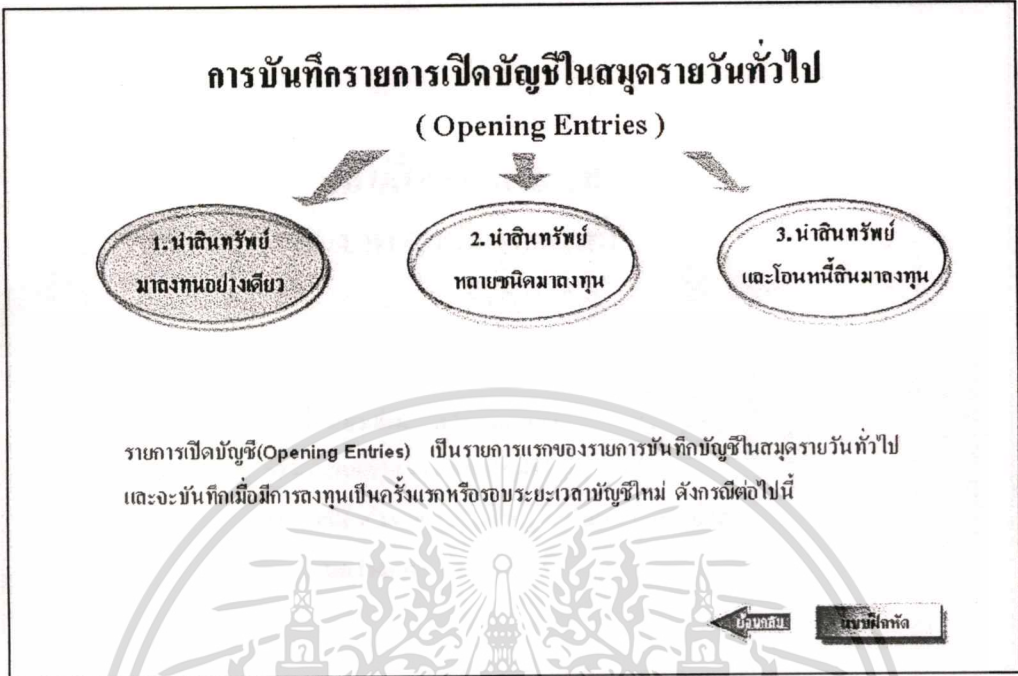 การบันทึกรายการเปิดบัญชีในสมุดรายวันทั่วไป
( Opening Entries )
1. นำสินทรัพย์
มาลงทุนอย่างเดียว
2. นำสินทรัพย์
หลายชนิดมาลงทุน
3. นำสินทรัพย์
และโอนหนี้สินมาลงทุน
รายการเปิดบัญชี(Opening Entries) เป็นรายการแรกของรายการบันทึกบัญชีในสมุดรายวันทั่วไป
และจะบันทึกเมื่อมีการลงทุนเป็นครั้งแรกหรือรอบระยะเวลาบัญชีใหม่ ดังกรณีต่อไปนี้
ย้อนกลับ
แบบฝึกหัด